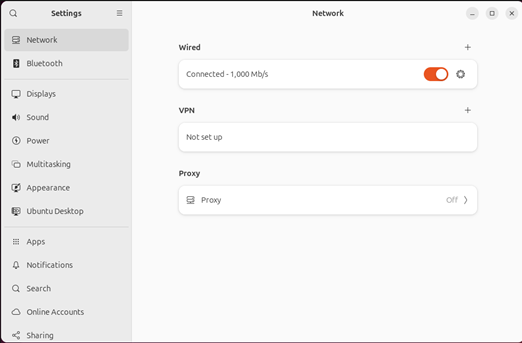 Settings
Network
Bluetooth
Displays
Sound
Power
Multitasking
Appearance
Ubuntu Desktop
Apps
Notifications
Search
Online Accounts
Sharing
Network
Wired
Connected - 1,000 Mb/s
VPN
Not set up
Proxy
Proxy Off